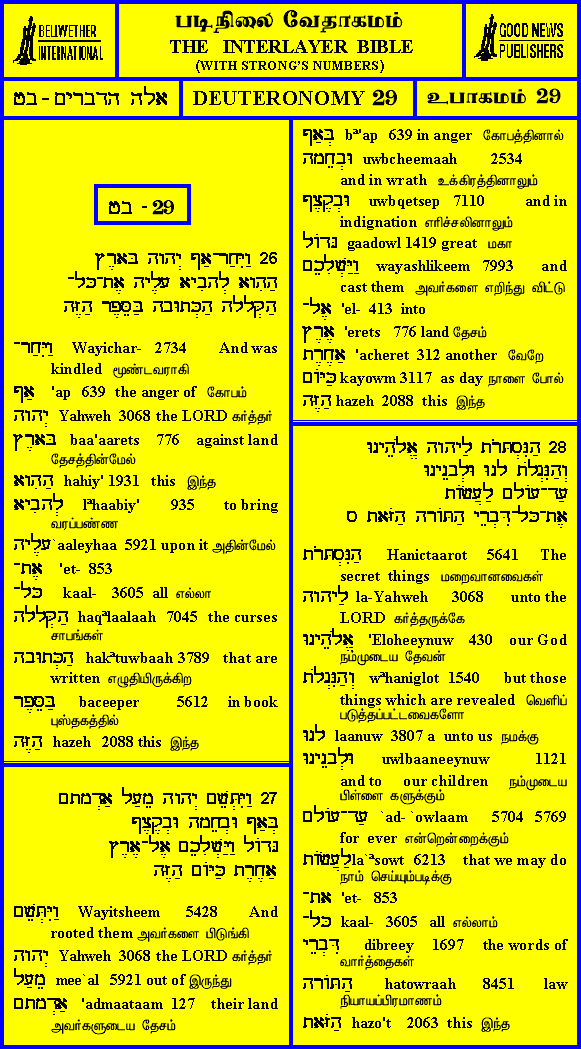 BELLWETHER
INTERNATIONAL
படிநிலை வேதாகமம்
THE INTERLAYER BIBLE
(WITH STRONG'S NUMBERS)
GOOD NEWS
PUBLISHERS
אלה הדברים - בט
DEUTERONOMY 29
உபாகமம் 29
בט - 29
26 וַיִּחַר־אַף יְהוָה בָּאָרֶץ
הַהִוא לְהָבִיא עָלֶיהָ אֶת־כָּל־
הַקְּלָלָה הַכְּתוּבָה בַּסֵּפֶר הַזֶּה
וַיִּחַר־ Wayichar- 2734 And was
kindled மூண்டவராகி
אַף 'ap 639 the anger of கோபம்
יְהוָה Yahweh 3068 the LORD கர்த்தர்
בָּאָרֶץ baa'aarets 776 against land
தேசத்தின்மேல்
הַהִוא hahiy' 1931 this இந்த
לְהָבִיא lªhaabiy' 935 to bring
வரப்பண்ண
עָלֶיהָ `aaleyhaa 5921 upon it அதின்மேல்
אֶת־ 'et- 853
כָּל־ kaal- 3605 all எல்லா
הַקְּלָלָה haqªlaalaah 7045 the curses
சாபங்கள்
הַכְּתוּבָה hakªtuwbaah 3789 that are
written எழுதியிருக்கிற
בַּסֵּפֶר baceeper 5612 in book
புஸ்தகத்தில்
הַזֶּה hazeh 2088 this இந்த
27 וַיִּתְּשֵׁם יְהוָה מֵעַל אַדְמָתָם
בְּאַף וּבְחֵמָה וּבְקֶצֶף
גָּדוֹל וַיַּשְׁלִכֵם אֶל־אֶרֶץ
אַחֶרֶת כַּיּוֹם הַזֶּה
וַיִּתְּשֵׁם Wayitsheem 5428 And
rooted them அவர்களை பிடுங்கி
יְהוָה Yahweh 3068 the LORD கர்த்தர்
מֵעַל mee`al 5921 out of இருந்து
אַדְמָתָם 'admaataam 127 their land
அவர்களுடைய தேசம்
בְּאַף bª'ap 639 in anger கோபத்தினால்
וּבְחֵמָה uwbcheemaah 2534
and in wrath உக்கிரத்தினாலும்
וּבְקֶצֶף uwbqetsep 7110 and in
indignation எரிச்சலினாலும்
גָּדוֹל gaadowl 1419 great மகா
וַיַּשְׁלִכֵם wayashlikeem 7993 and
cast them அவர்களை எறிந்து விட்டு
אֶל־ 'el- 413 into
אֶרֶץ 'erets 776 land தேசம்
אַחֶרֶת 'acheret 312 another வேறே
כַּיּוֹם kayowm 3117 as day நாளை போல்
הַזֶּה hazeh 2088 this இந்த
28 הַנִּסְתָּרֹת לַיהוָה אֱלֹהֵינוּ
וְהַנִּגְלֹת לָנוּ וּלְבָנֵינוּ
עַד־עוֹלָם לַעֲשׂוֹת
אֶת־כָּל־דִּבְרֵי הַתּוֹרָה הַזֹּאת ס
הַנִּסְתָּרֹת Hanictaarot 5641 The
secret things மறைவானவைகள்
לַיהוָה la-Yahweh 3068 unto the
LORD கர்த்தருக்கே
אֱלֹהֵינוּ 'Eloheeynuw 430 our God
நம்முடைய தேவன்
וְהַנִּגְלֹת wªhaniglot 1540 but those
things which are revealed வெளிப்
படுத்தப்பட்டவைகளோ
לָנוּ laanuw 3807 a unto us நமக்கு
וּלְבָנֵינוּ uwlbaaneeynuw 1121
and to our children நம்முடைய
பிள்ளை களுக்கும்
עַד־עוֹלָם `ad-`owlaam 5704 5769
for ever என்றென்றைக்கும்
לַעֲשׂוֹת la`ªsowt 6213 that we may do
நாம் செய்யும்படிக்கு
אֶת־ 'et- 853
כָּל־ kaal- 3605 all எல்லாம்
דִּבְרֵי dibreey 1697 the words of
வார்த்தைகள்
הַתּוֹרָה hatowraah 8451 law
நியாயப்பிரமாணம்
הַזֹּאת hazo't 2063 this இந்த